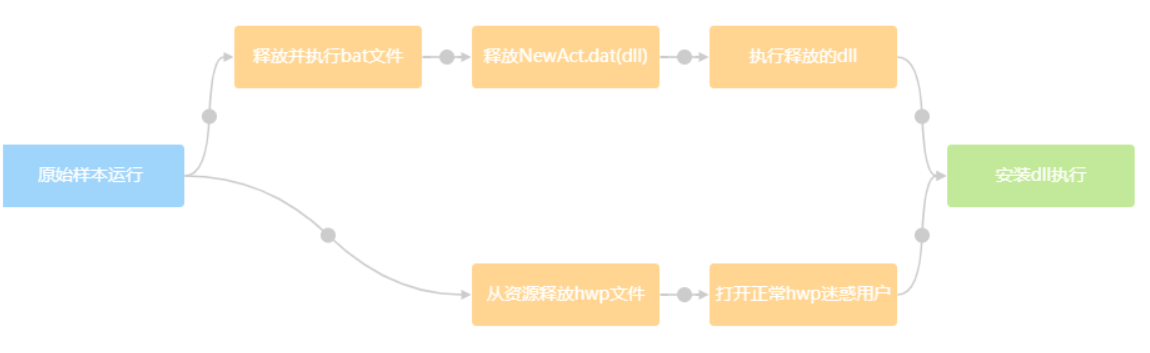 释放并执行bat文件
释放NewAct.dat(dll)
执行释放的dll
原始样本运行
安装dll执行
从资源释放hwp文件
打开正常hwp迷惑用户